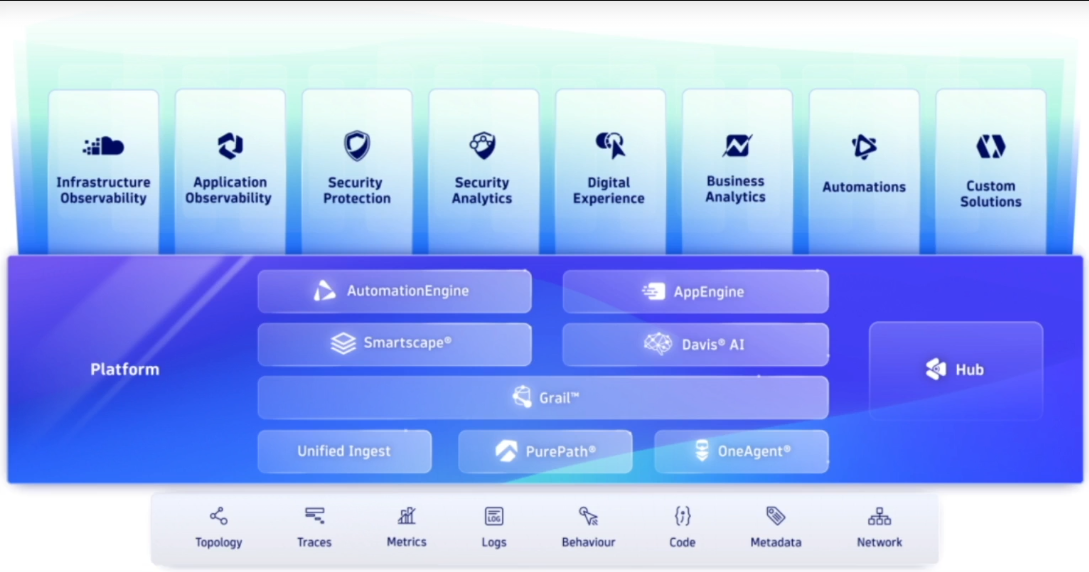 Infrastructure
Observability
Application
Observability
Security
Protection
Security
Analytics
Digital
Experience
Business
Analytics
Automations
Custom
Solutions
Platform
AutomationEngine
AppEngine
Smartscape®
Davis® AI
Grail™
Unified Ingest
PurePath®
OneAgent®
Hub
LOG
Topology
Traces
Metrics
Logs
Behaviour
Code
Metadata
Network